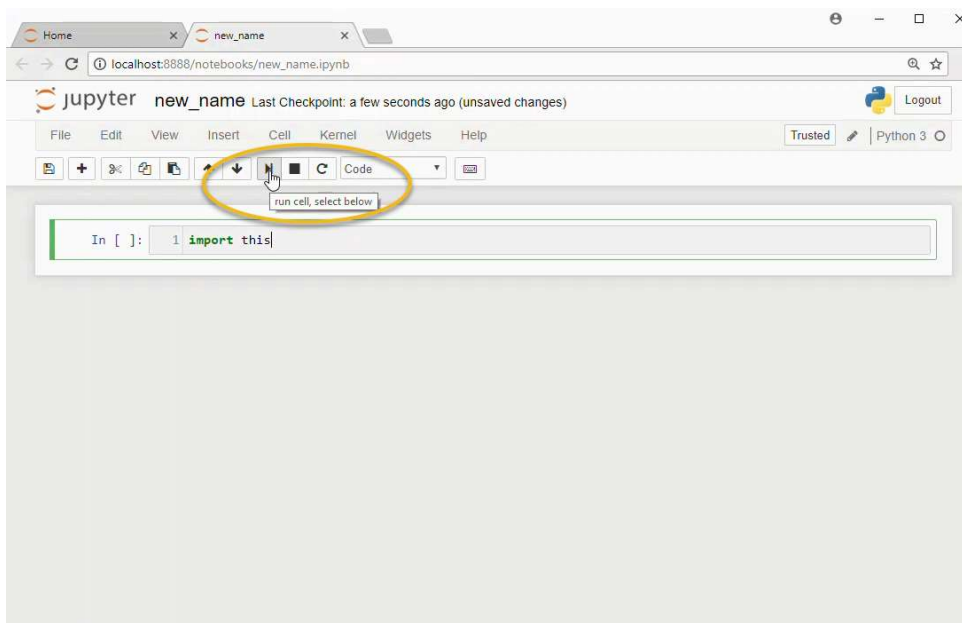 Home
new_name
localhost:8888/notebooks/new_name.ipynb
jupyter new_name Last Checkpoint: a few seconds ago (unsaved changes)
Logout
File Edit View Insert Cell Kernel Widgets Help
Trusted Python 3
Code
run cell, select below
In [ ]: 1 import this